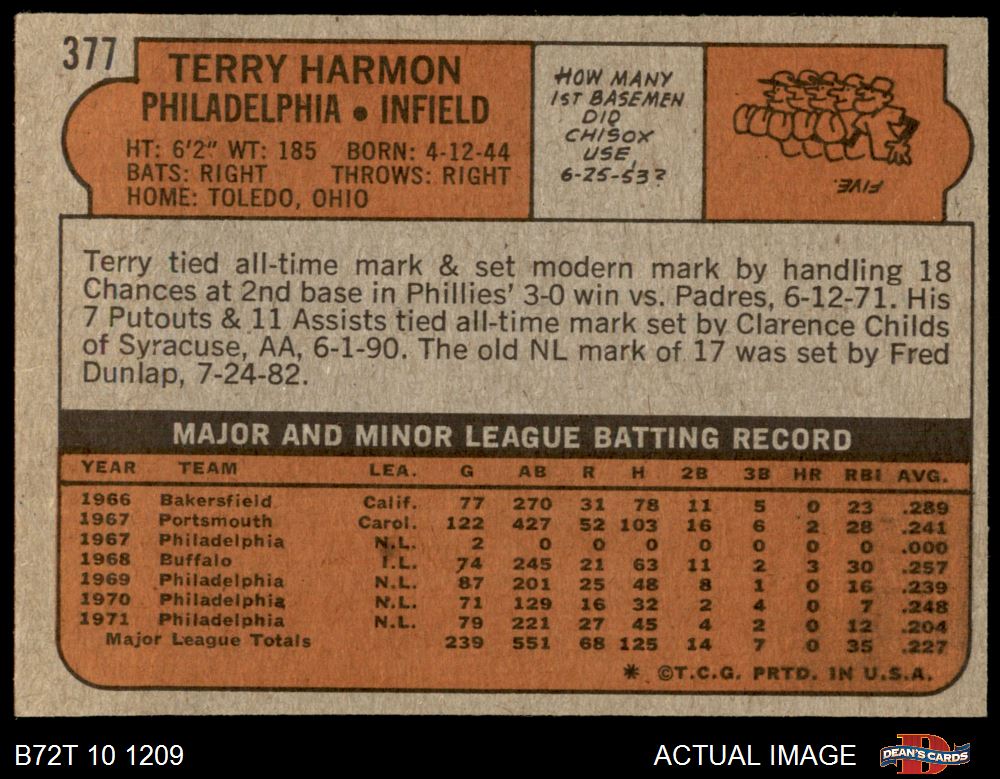 377
TERRY HARMON
PHILADELPHIA • INFIELD
HT: 6'2" WT: 185 BORN: 4-12-44
BATS: RIGHT THROWS: RIGHT
HOME: TOLEDO, OHIO
HOW MANY
1ST BASEMEN
DID
CHISOX
USE,
6-25-53?
FIVE.
Terry tied all-time mark & set modern mark by handling 18
Chances at 2nd base in Phillies' 3-0 win vs. Padres, 6-12-71. His
7 Putouts & 11 Assists tied all-time mark set by Clarence Childs
of Syracuse, AA, 6-1-90. The old NL mark of 17 was set by Fred
Dunlap, 7-24-82.
MAJOR AND MINOR LEAGUE BATTING RECORD
YEAR TEAM LEA. G AB R H 2B 3B HR RBI AVG.
1966 Bakersfield Calif. 77 270 31 78 11 5 0 23 .289
1967 Portsmouth Carol. 122 427 52 103 16 6 2 28 .241
1967 Philadelphia N.L. 2 0 0 0 0 0 0 0 .000
1968 Buffalo I.L. 74 245 21 63 11 2 3 30 .257
1969 Philadelphia N.L. 87 201 25 48 8 1 0 16 .239
1970 Philadelphia N.L. 71 129 16 32 2 4 0 7 .248
1971 Philadelphia N.L. 79 221 27 45 4 2 0 12 .204
Major League Totals 239 551 68 125 14 7 0 35 .227
* ©T.C.G. PRTD. IN U.S.A.
B72T 10 1209 ACTUAL IMAGE
DEAN'S CARDS